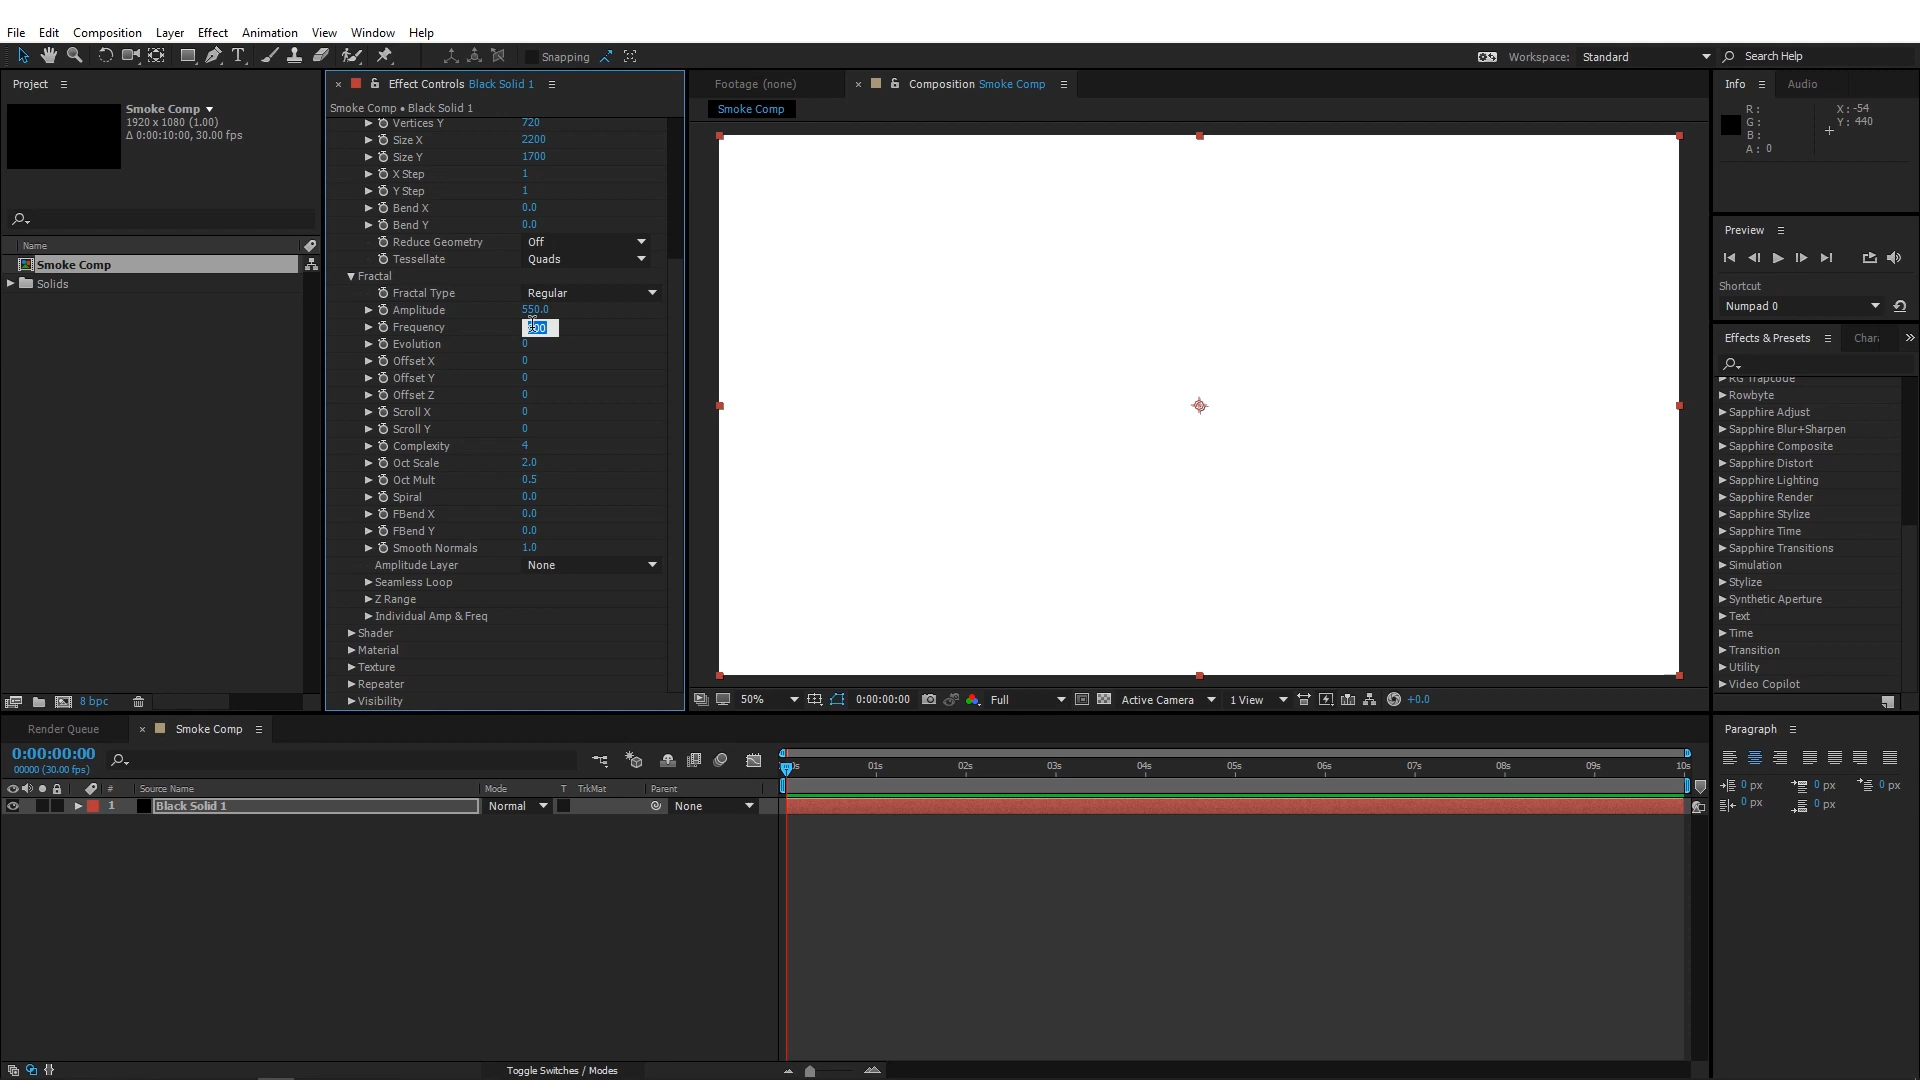 File Edit Composition Layer Effect Animation View Window Help
Snapping
Workspace: Standard
Search Help
Project
Smoke Comp
1920 x 1080 (1.00)
Δ 0:00:10:00, 30.00 fps
Name
Smoke Comp
Solids
8 bpc
Effect Controls Black Solid 1
Smoke Comp • Black Solid 1
Vertices Y 720
Size X 2200
Size Y 1700
X Step 1
Y Step 1
Bend X 0.0
Bend Y 0.0
Reduce Geometry Off
Tessellate Quads
Fractal
Fractal Type Regular
Amplitude 550.0
Frequency
Evolution 0
Offset X 0
Offset Y 0
Offset Z 0
Scroll X 0
Scroll Y 0
Complexity 4
Oct Scale 2.0
Oct Mult 0.5
Spiral 0.0
FBend X 0.0
FBend Y 0.0
Smooth Normals 1.0
Amplitude Layer None
Seamless Loop
Z Range
Individual Amp & Freq
Shader
Material
Texture
Repeater
Visibility
Footage (none)
Composition Smoke Comp
Smoke Comp
50%
0:00:00:00
Full
Active Camera
1 View
+0.0
Info Audio
R :
G :
B :
A : 0
X : -54
Y : 440
Preview
Shortcut
Numpad 0
Effects & Presets
RG Trapcode
Rowbyte
Sapphire Adjust
Sapphire Blur+Sharpen
Sapphire Composite
Sapphire Distort
Sapphire Lighting
Sapphire Render
Sapphire Stylize
Sapphire Time
Sapphire Transitions
Simulation
Stylize
Synthetic Aperture
Text
Time
Transition
Utility
Video Copilot
Render Queue
Smoke Comp
0:00:00:00
00000 (30.00 fps)
# Source Name Mode T TrkMat Parent
1 Black Solid 1 Normal None
01s 02s 03s 04s 05s 06s 07s 08s 09s 10s
Toggle Switches / Modes
Paragraph
0 px 0 px 0 px
0 px 0 px